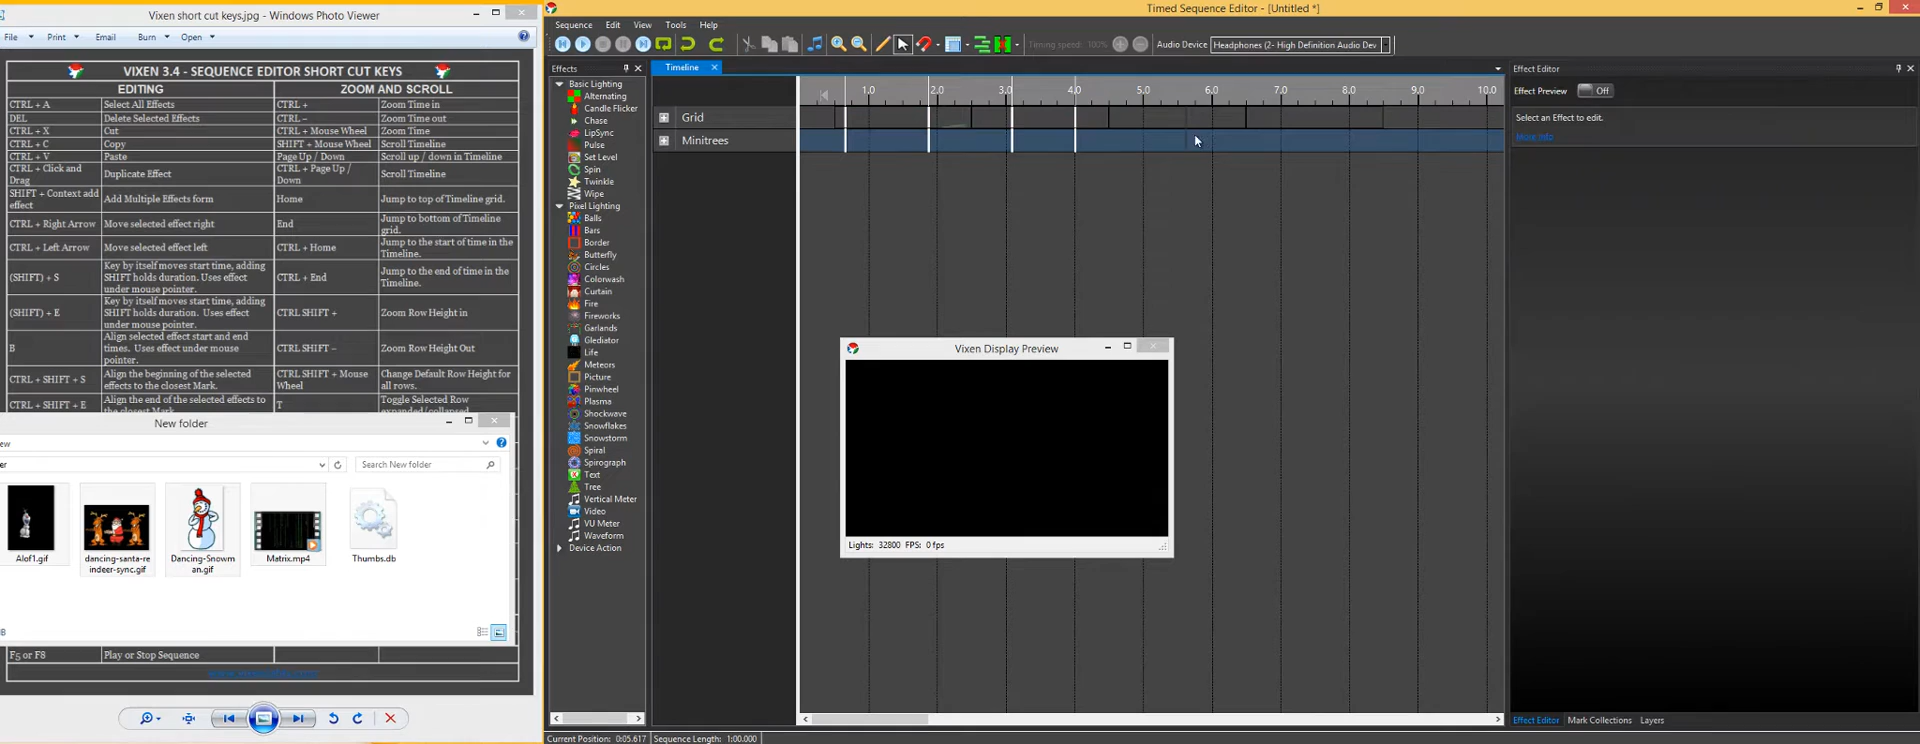 Vixen short cut keys.jpg - Windows Photo Viewer
File Print Email Burn Open
VIXEN 3.4 - SEQUENCE EDITOR SHORT CUT KEYS
EDITING ZOOM AND SCROLL
CTRL + A Select All Effects CTRL + Zoom Time in
DEL Delete Selected Effects CTRL – Zoom Time out
CTRL + X Cut CTRL + Mouse Wheel Zoom Time
CTRL + C Copy SHIFT + Mouse Wheel Scroll Timeline
CTRL + V Paste Page Up / Down Scroll up / down in Timeline
CTRL + Click and Drag Duplicate Effect CTRL + Page Up / Down Scroll Timeline
SHIFT + Context add effect Add Multiple Effects form Home Jump to top of Timeline grid.
CTRL + Right Arrow Move selected effect right End Jump to bottom of Timeline grid.
CTRL + Left Arrow Move selected effect left CTRL + Home Jump to the start of time in the Timeline.
(SHIFT) + S Key by itself moves start time, adding SHIFT holds duration. Uses effect under mouse pointer. CTRL + End Jump to the end of time in the Timeline.
(SHIFT) + E Key by itself moves start time, adding SHIFT holds duration. Uses effect under mouse pointer. CTRL SHIFT + Zoom Row Height in
B Align selected effect start and end times. Uses effect under mouse pointer. CTRL SHIFT – Zoom Row Height Out
CTRL + SHIFT + S Align the beginning of the selected effects to the closest Mark. CTRL SHIFT + Mouse Wheel Change Default Row Height for all rows.
CTRL + SHIFT + E Align the end of the selected effects to the closest Mark T Toggle Selected Row expanded/collapsed
New folder
ew
er Search New folder
Alof1.gif
dancing-santa-reindeer-sync.gif
Dancing-Snowman.gif
Matrix.mp4
Thumbs.db
B
F5 or F8 Play or Stop Sequence
Timed Sequence Editor - [Untitled *]
Sequence Edit View Tools Help
Timing speed: 100% Audio Device Headphones (2- High Definition Audio Dev
Effects
Basic Lighting
Alternating
Candle Flicker
Chase
LipSync
Pulse
Set Level
Spin
Twinkle
Wipe
Pixel Lighting
Balls
Bars
Border
Butterfly
Circles
Colorwash
Curtain
Fire
Fireworks
Garlands
Glediator
Life
Meteors
Picture
Pinwheel
Plasma
Shockwave
Snowflakes
Snowstorm
Spiral
Spirograph
Text
Tree
Vertical Meter
Video
VU Meter
Waveform
Device Action
Timeline
1.0 2.0 3.0 4.0 5.0 6.0 7.0 8.0 9.0 10.0
Grid
Minitrees
Vixen Display Preview
Lights: 32800 FPS: 0 fps
Effect Editor
Effect Preview Off
Select an Effect to edit.
More Info
Effect Editor Mark Collections Layers
Current Position: 0:05.617 Sequence Length: 1:00.000